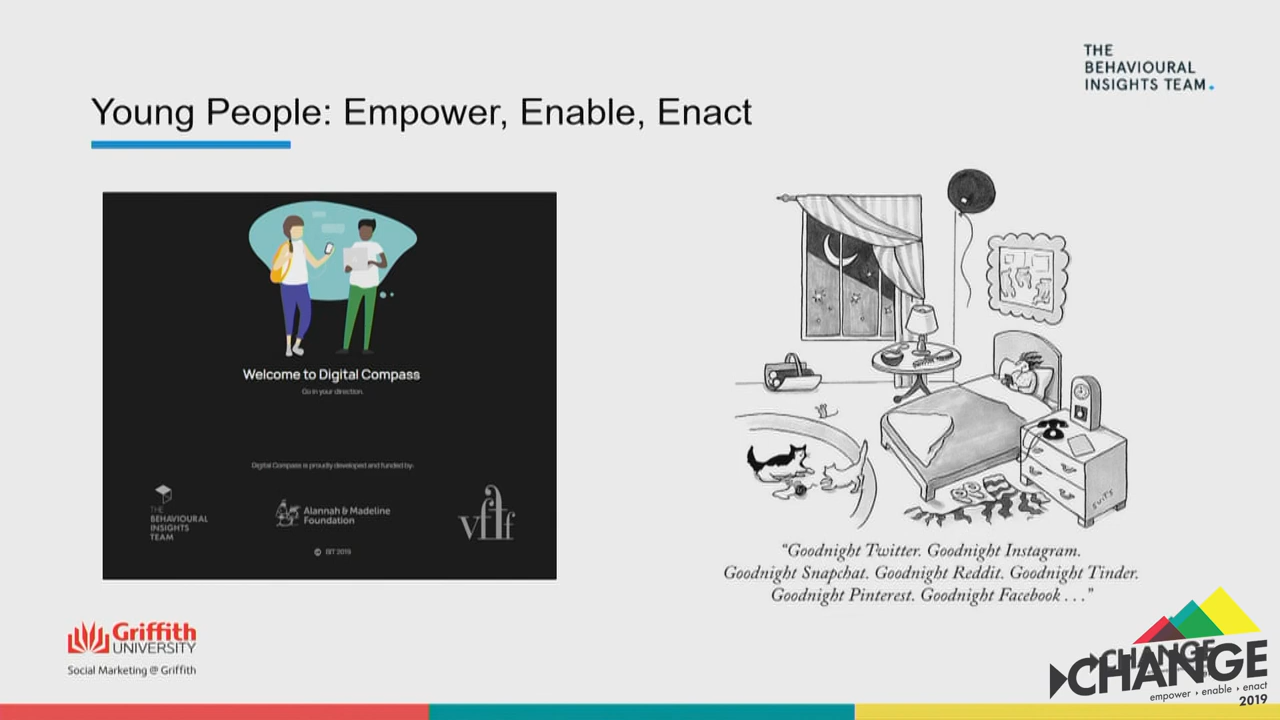 THE
BEHAVIOURAL
INSIGHTS TEAM.
Young People: Empower, Enable, Enact
Welcome to Digital Compass
Go in your direction.
Digital Compass is proudly developed and funded by:
THE
BEHAVIOURAL
INSIGHTS
TEAM
Alannah & Madeline
Foundation
vfff
© BIT 2019
SUITS
"Goodnight Twitter. Goodnight Instagram.
Goodnight Snapchat. Goodnight Reddit. Goodnight Tinder.
Goodnight Pinterest. Goodnight Facebook . . ."
Griffith
UNIVERSITY
Social Marketing @ Griffith
CHANGE
empower › enable › enact
2019